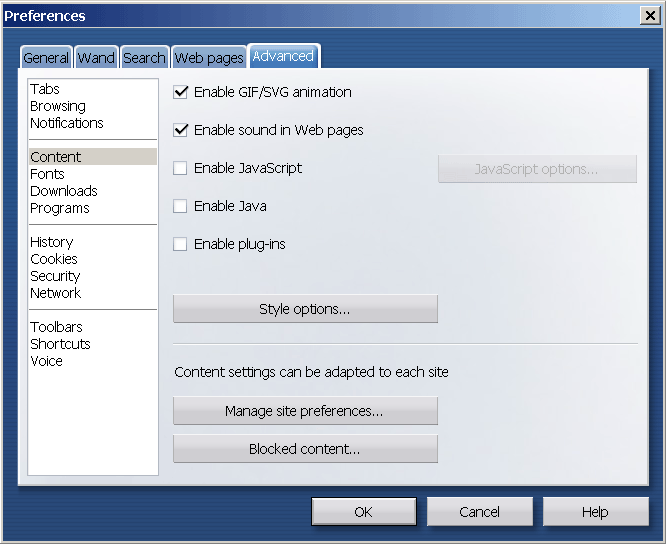 Preferences
General Wand Search Web pages Advanced
Tabs
Browsing
Notifications
Content
Fonts
Downloads
Programs
History
Cookies
Security
Network
Toolbars
Shortcuts
Voice
Enable GIF/SVG animation
Enable sound in Web pages
Enable JavaScript
JavaScript options...
Enable Java
Enable plug-ins
Style options...
Content settings can be adapted to each site
Manage site preferences...
Blocked content...
OK Cancel Help